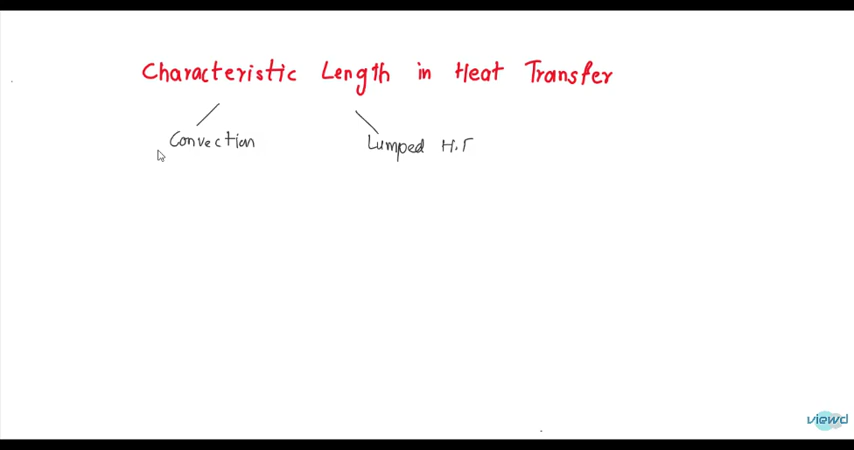 Characteristic Length in Heat Transfer
Convection
Lumped H.T
viewd